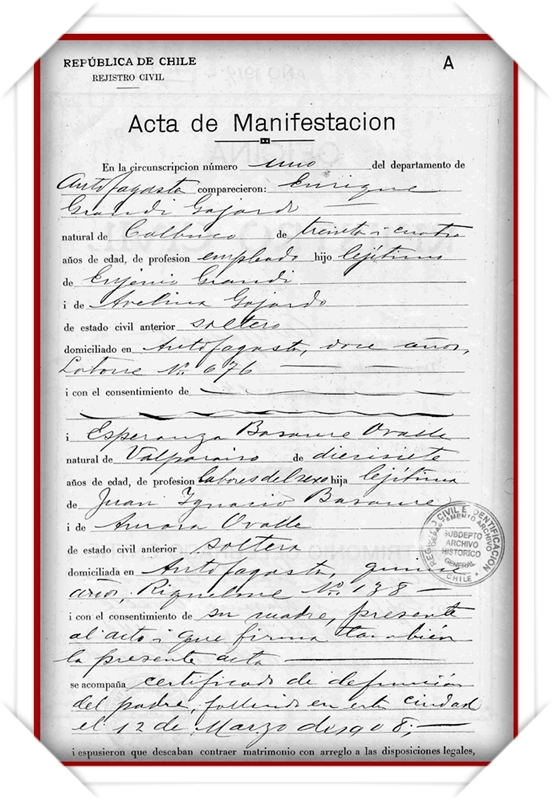 REPÚBLICA DE CHILE
REJISTRO CIVIL
A
Acta de Manifestacion
En la circunscripcion número uno del departamento de
Antofagasta comparecieron: Enrique
Grandi Gajardo
natural de Calbuco de treinta i cuatro
años de edad, de profesion empleado hijo lejítimo
de Eujenio Grandi
i de Avelina Gajardo
de estado civil anterior soltero
domiciliado en Antofagasta, doce años,
Latorre No. 676
i con el consentimiento de
i Esperanza Basaure Ovalle
natural de Valparaiso de diezisiete
años de edad, de profesion labores del sexo hija lejítima
de Juan Ignacio Basaure
i de Aurora Ovalle
de estado civil anterior soltera
domiciliada en Antofagasta, quince
años, Riquelme No. 138
i con el consentimiento de su madre, presente
al acto i que firma tambien
la presente acta
se acompaña certificado de defuncion
del padre, fallecido en esta ciudad
el 12 de Marzo de 1908;
i espusieron que deseaban contraer matrimonio con arreglo a las disposiciones legales,
REGISTRO CIVIL E IDENTIFICACION
DEPARTAMENTO ARCHIVO
SUBDEPTO
ARCHIVO
HISTORICO
GENERAL
CHILE